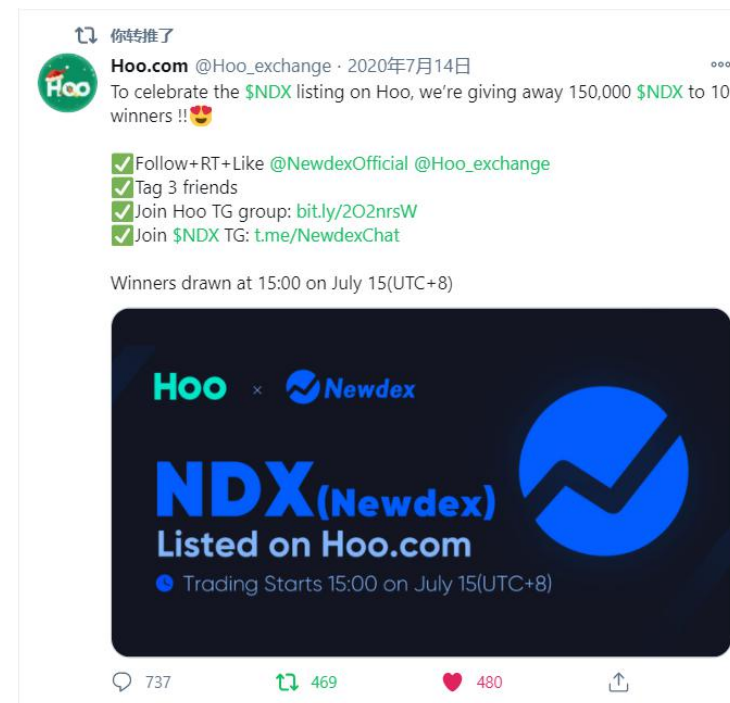 你转推了
Hoo.com @Hoo_exchange · 2020年7月14日
Hoo
To celebrate the $NDX listing on Hoo, we’re giving away 150,000 $NDX to 10
winners !!😍
✅Follow+RT+Like @NewdexOfficial @Hoo_exchange
✅Tag 3 friends
✅Join Hoo TG group: bit.ly/2O2nrsW
✅Join $NDX TG: t.me/NewdexChat
Winners drawn at 15:00 on July 15(UTC+8)
Hoo × Newdex
NDX(Newdex)
Listed on Hoo.com
Trading Starts 15:00 on July 15(UTC+8)
737 469 480